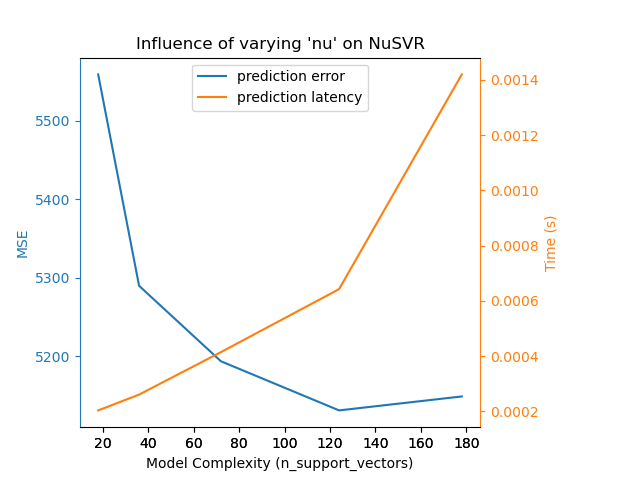 Influence of varying 'nu' on NuSVR
prediction error
prediction latency
MSE
5500
5400
5300
5200
0.0014
0.0012
0.0010
0.0008
0.0006
0.0004
0.0002
Time (s)
20 40 60 80 100 120 140 160 180
Model Complexity (n_support_vectors)